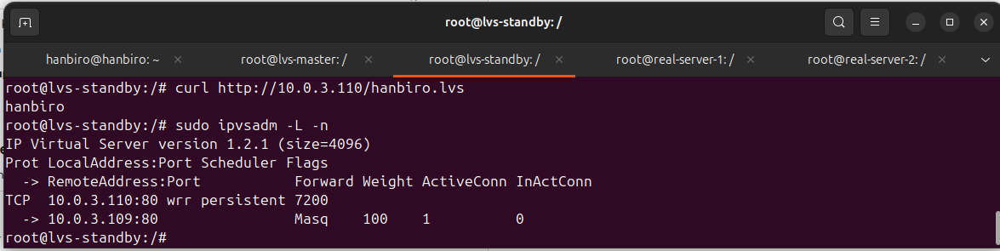 root@lvs-standby: /
hanbiro@hanbiro: ~ × root@lvs-master: / × root@lvs-standby: / × root@real-server-1: / × root@real-server-2: / ×
root@lvs-standby:/# curl http://10.0.3.110/hanbiro.lvs
hanbiro
root@lvs-standby:/# sudo ipvsadm -L -n
IP Virtual Server version 1.2.1 (size=4096)
Prot LocalAddress:Port Scheduler Flags
  -> RemoteAddress:Port           Forward Weight ActiveConn InActConn
TCP  10.0.3.110:80 wrr persistent 7200
  -> 10.0.3.109:80                Masq    100    1          0
root@lvs-standby:/#